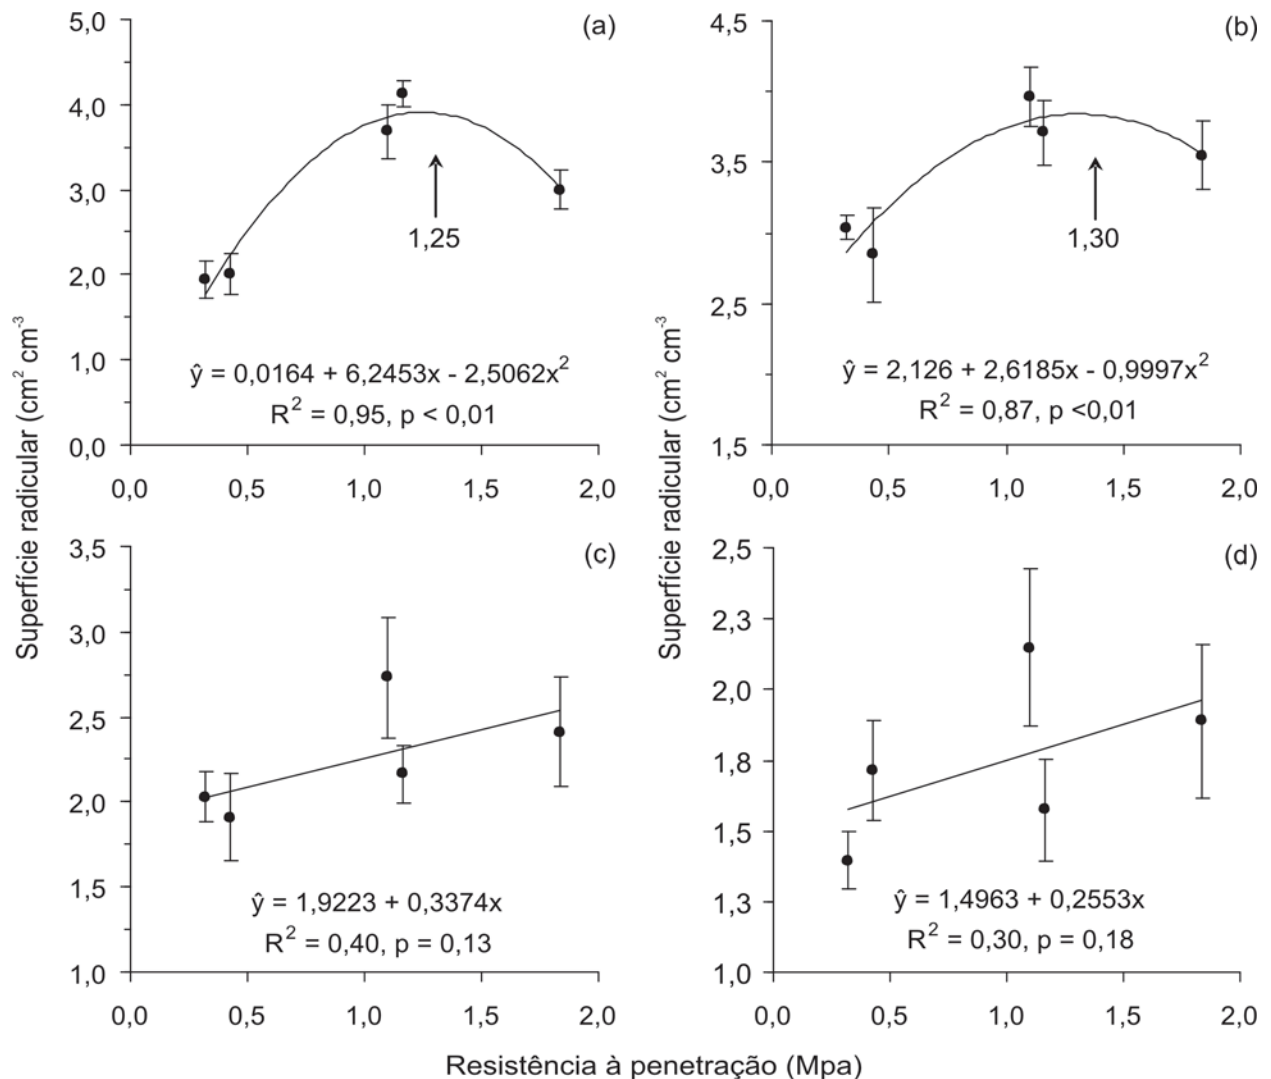 (a)
5,0
4,0
3,0
2,0
1,0
0,0
1,25
ŷ = 0,0164 + 6,2453x - 2,5062x²
R² = 0,95, p < 0,01
0,0 0,5 1,0 1,5 2,0
Superfície radicular (cm² cm⁻³)
(b)
4,5
3,5
2,5
1,5
1,30
ŷ = 2,126 + 2,6185x - 0,9997x²
R² = 0,87, p <0,01
0,0 0,5 1,0 1,5 2,0
Superfície radicular (cm² cm⁻³)
(c)
3,5
3,0
2,5
2,0
1,5
1,0
ŷ = 1,9223 + 0,3374x
R² = 0,40, p = 0,13
0,0 0,5 1,0 1,5 2,0
(d)
2,5
2,3
2,0
1,8
1,5
1,3
1,0
ŷ = 1,4963 + 0,2553x
R² = 0,30, p = 0,18
0,0 0,5 1,0 1,5 2,0
Resistência à penetração (Mpa)